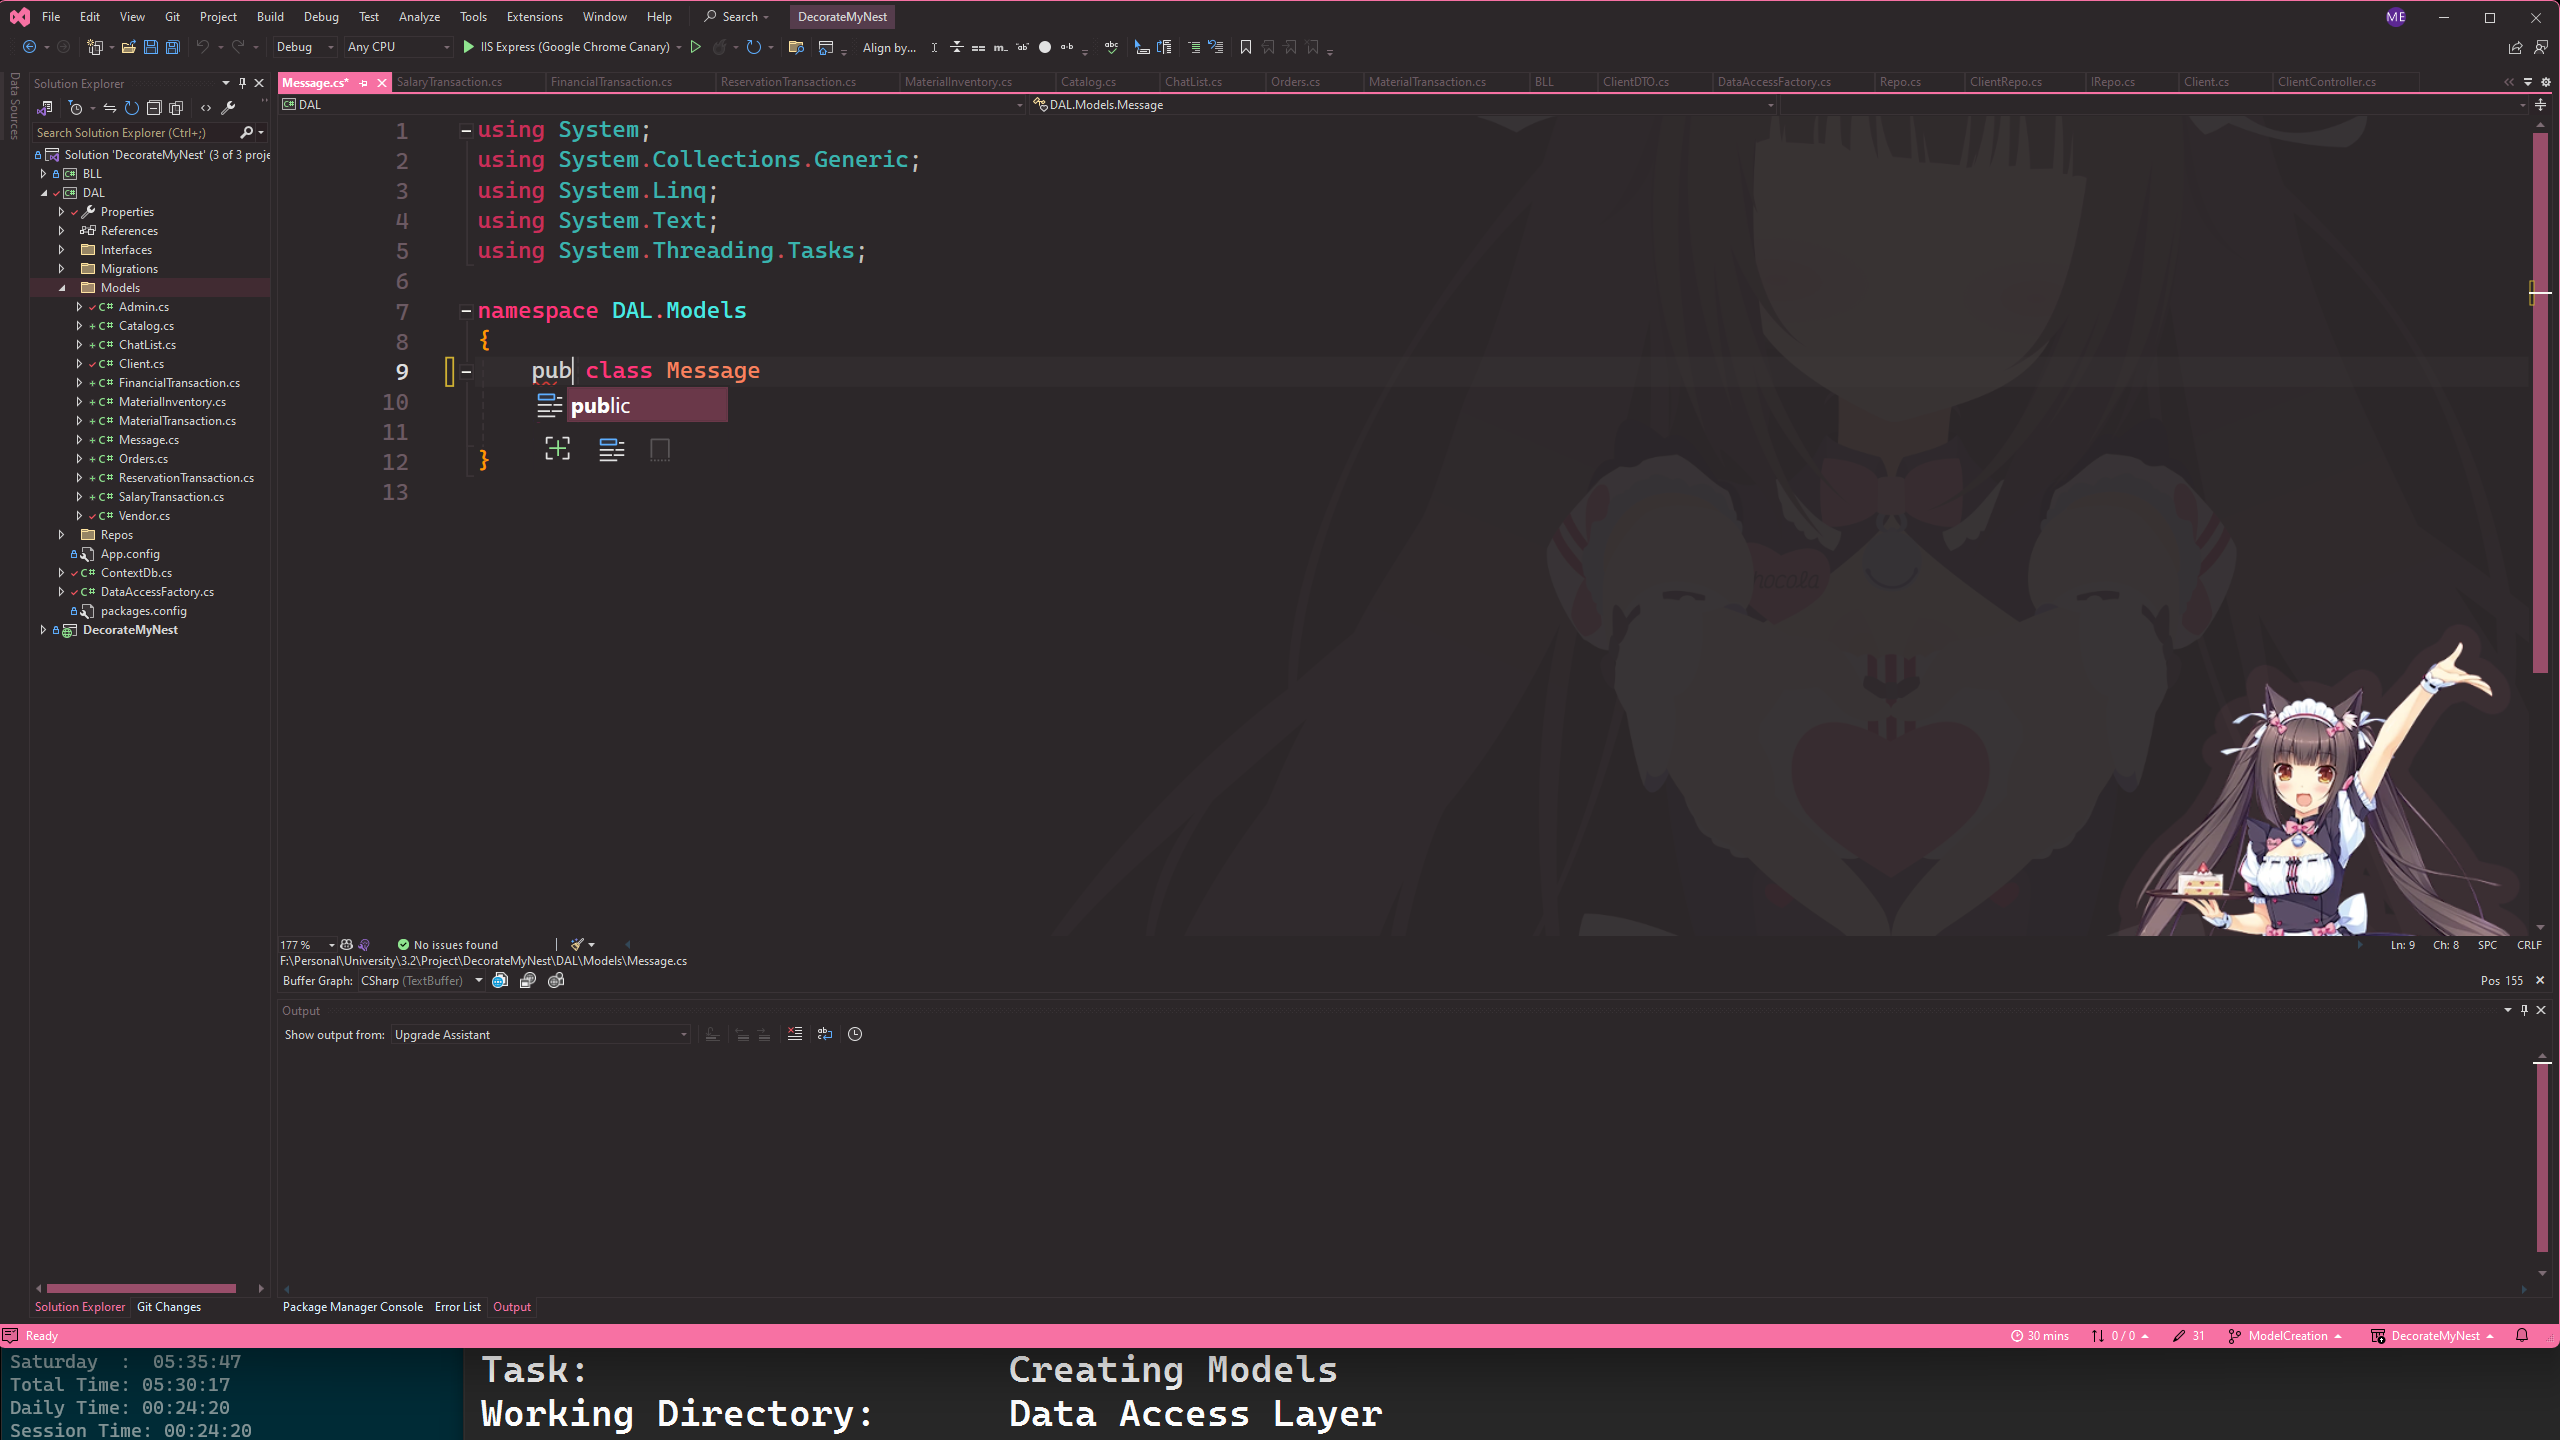 File Edit View Git Project Build Debug Test Analyze Tools Extensions Window Help Search DecorateMyNest ME
Debug Any CPU IIS Express (Google Chrome Canary) Align by...
Data Sources
Solution Explorer
Message.cs* SalaryTransaction.cs FinancialTransaction.cs ReservationTransaction.cs MaterialInventory.cs Catalog.cs ChatList.cs Orders.cs MaterialTransaction.cs BLL ClientDTO.cs DataAccessFactory.cs Repo.cs ClientRepo.cs IRepo.cs Client.cs ClientController.cs
DAL DAL.Models.Message
Search Solution Explorer (Ctrl+;)
Solution 'DecorateMyNest' (3 of 3 proje
BLL
DAL
Properties
References
Interfaces
Migrations
Models
C# Admin.cs
C# Catalog.cs
C# ChatList.cs
C# Client.cs
C# FinancialTransaction.cs
C# MaterialInventory.cs
C# MaterialTransaction.cs
C# Message.cs
C# Orders.cs
C# ReservationTransaction.cs
C# SalaryTransaction.cs
C# Vendor.cs
Repos
App.config
C# ContextDb.cs
C# DataAccessFactory.cs
packages.config
DecorateMyNest
1 using System;
2 using System.Collections.Generic;
3 using System.Linq;
4 using System.Text;
5 using System.Threading.Tasks;
6
7 namespace DAL.Models
8 {
9 pub class Message
10 public
11
12 }
13
177 % No issues found Ln: 9 Ch: 8 SPC CRLF
F:\Personal\University\3.2\Project\DecorateMyNest\DAL\Models\Message.cs
Buffer Graph: CSharp (TextBuffer) Pos 155
Output
Show output from: Upgrade Assistant
Solution Explorer Git Changes
Package Manager Console Error List Output
Ready 30 mins 0 / 0 31 ModelCreation DecorateMyNest
Saturday : 05:35:47
Total Time: 05:30:17
Daily Time: 00:24:20
Session Time: 00:24:20
Task: Creating Models
Working Directory: Data Access Layer